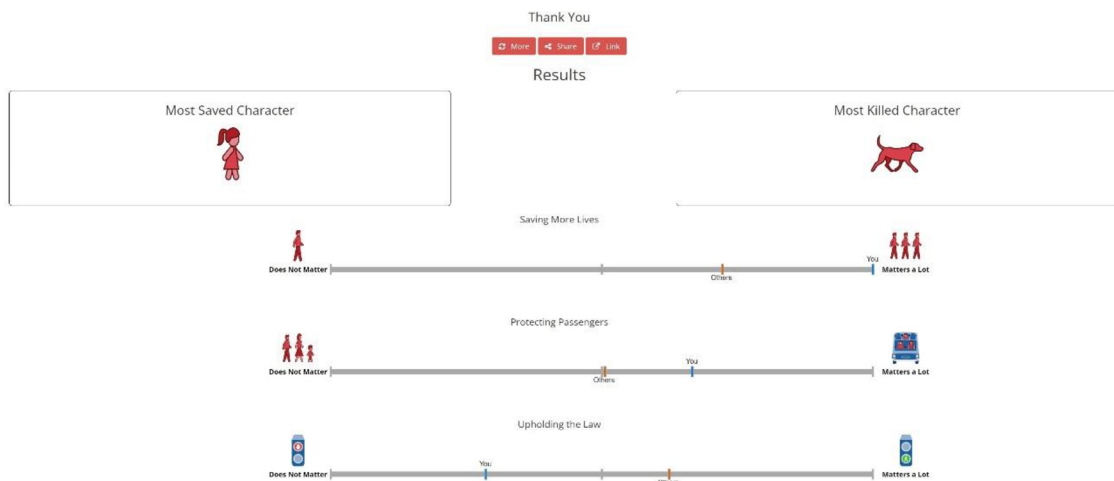 Thank You
More Share Link
Results
Most Saved Character
Most Killed Character
Saving More Lives
You
Does Not Matter
Matters a Lot
Others
Protecting Passengers
You
Does Not Matter
Matters a Lot
Others
Upholding the Law
You
Does Not Matter
Matters a Lot